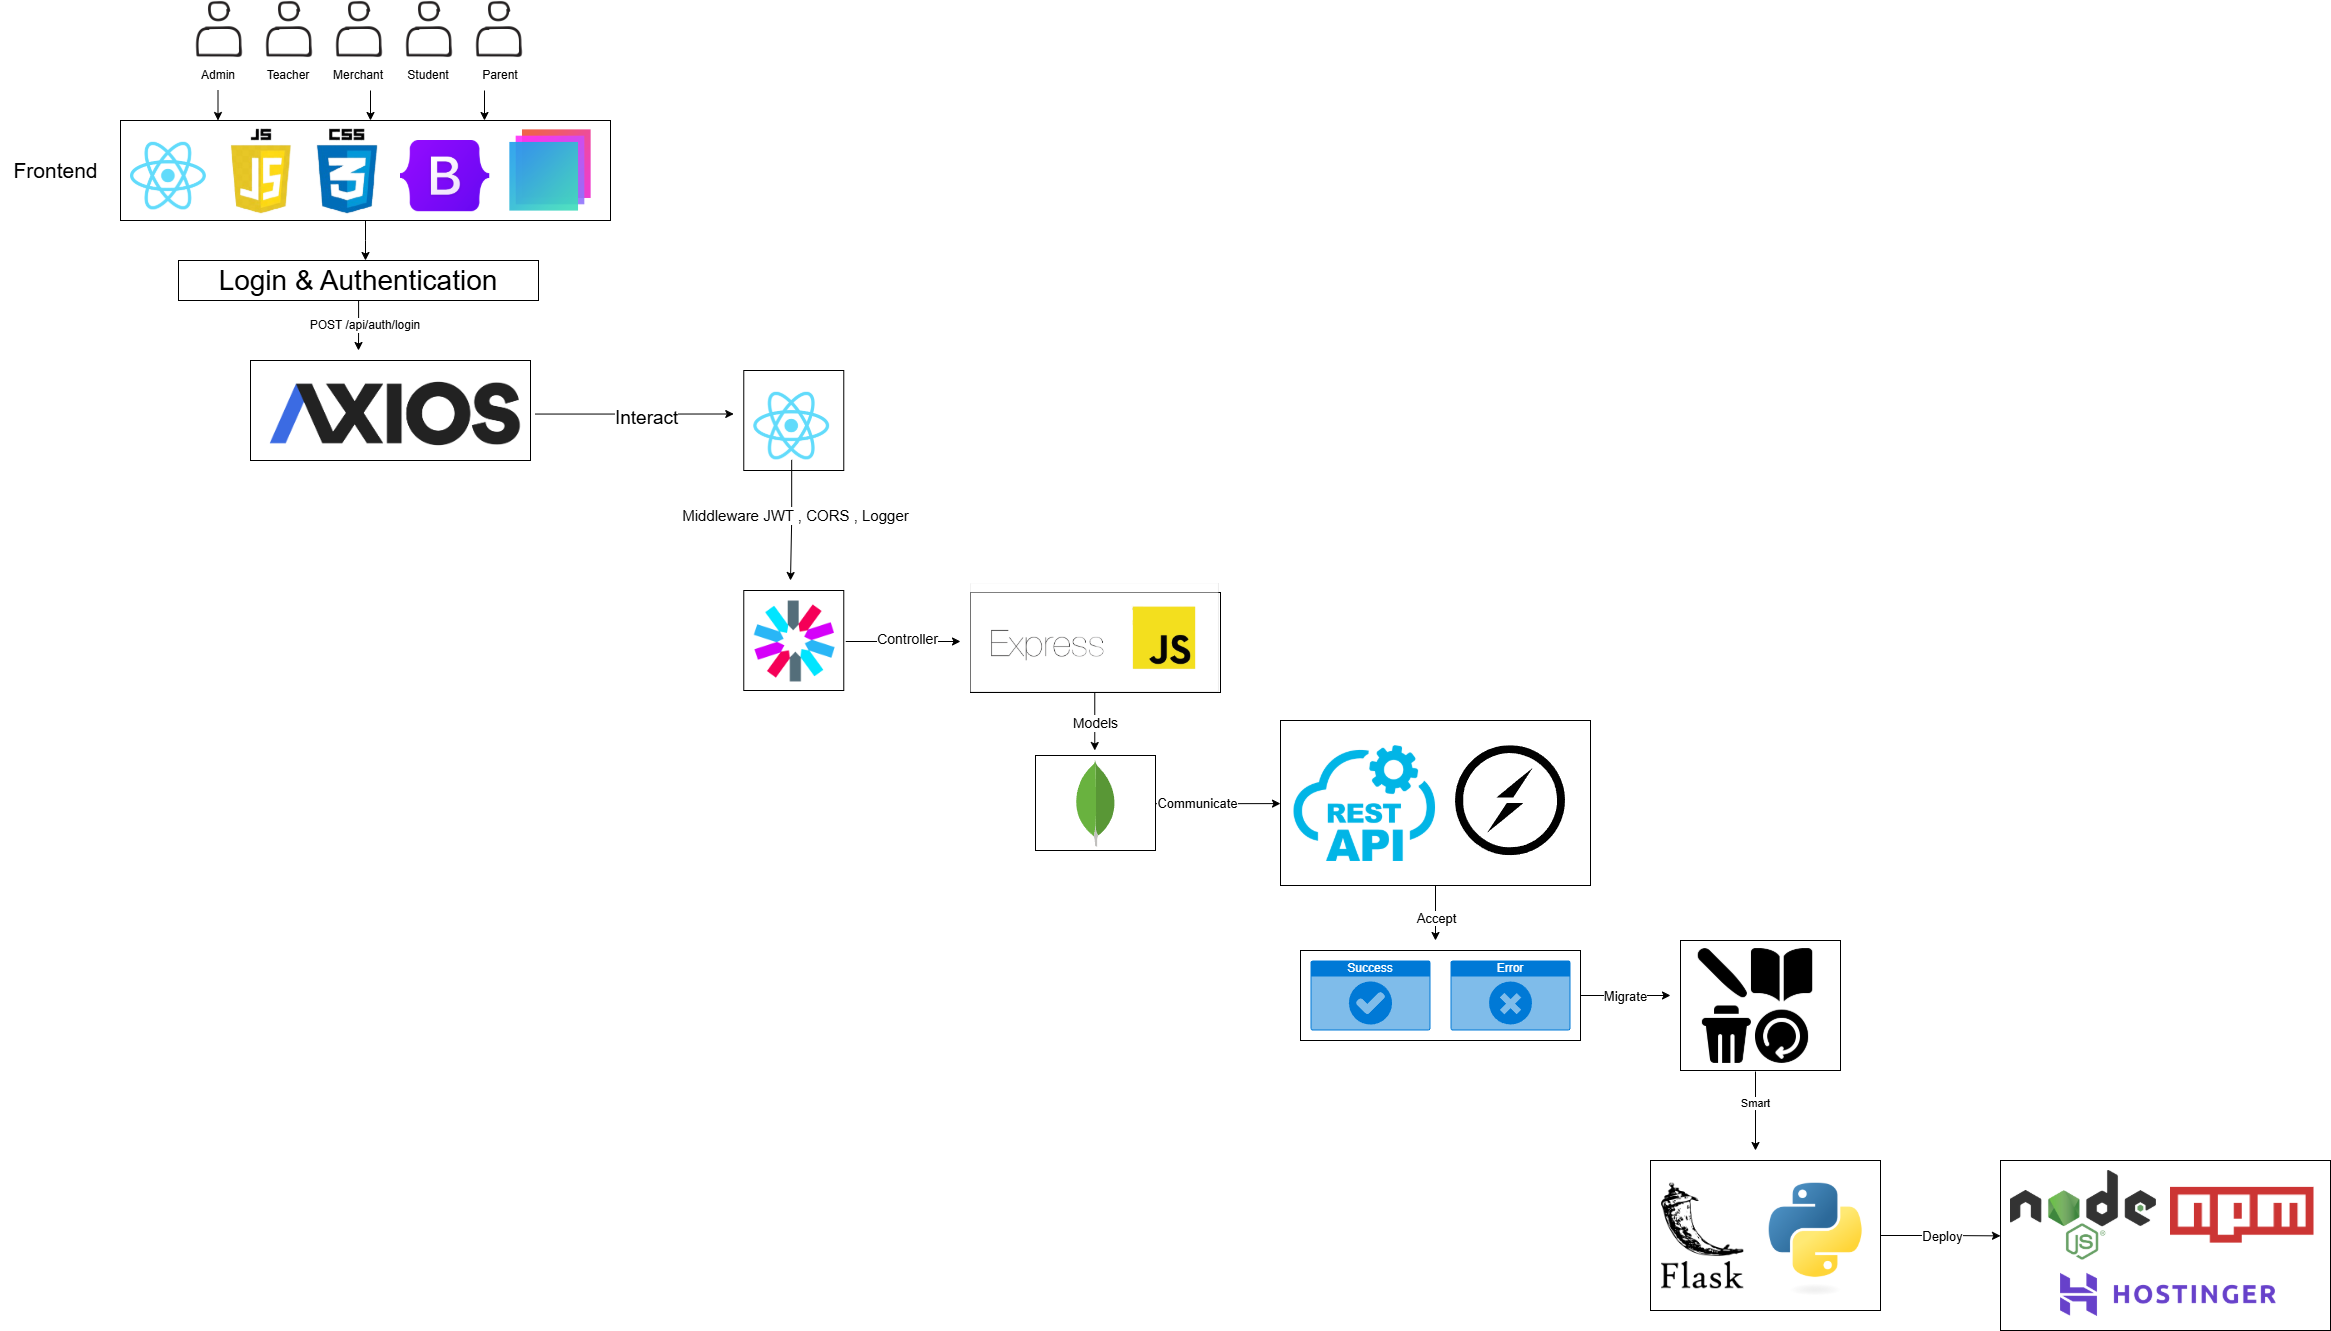 Admin
Teacher
Merchant
Student
Parent
Frontend
JS
JS
CSS
3
B
Login & Authentication
POST /api/auth/login
AXIOS
Interact
Middleware JWT , CORS , Logger
Controller
Express
JS
Models
Communicate
REST
API
Accept
Success
Error
Migrate
Smart
Flask
Deploy
node
JS
®
npm
HOSTINGER